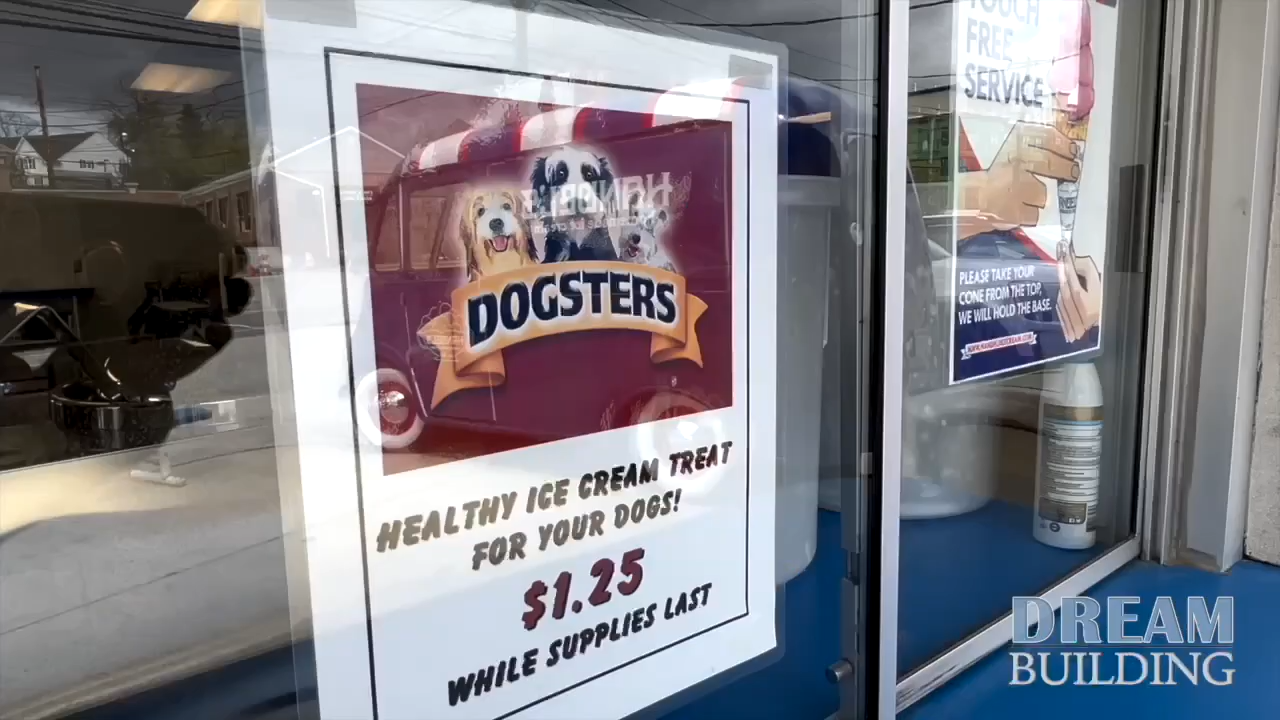 DOGSTERS
HEALTHY ICE CREAM TREAT
FOR YOUR DOGS!
$1.25
WHILE SUPPLIES LAST
TOUCH
FREE
SERVICE
PLEASE TAKE YOUR
CONE FROM THE TOP,
WE WILL HOLD THE BASE.
DREAM
BUILDING